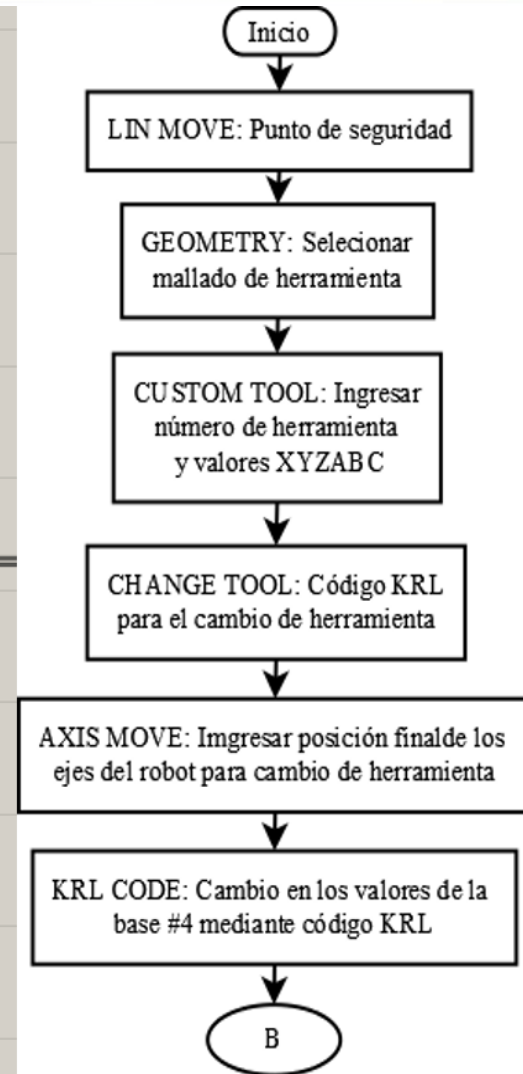 Inicio
LIN MOVE: Punto de seguridad
GEOMETRY: Selecionar
mallado de herramienta
CUSTOM TOOL: Ingresar
número de herramienta
y valores XYZABC
CHANGE TOOL: Código KRL
para el cambio de herramienta
AXIS MOVE: Imgresar posición finalde los
ejes del robot para cambio de herramienta
KRL CODE: Cambio en los valores de la
base #4 mediante código KRL
B